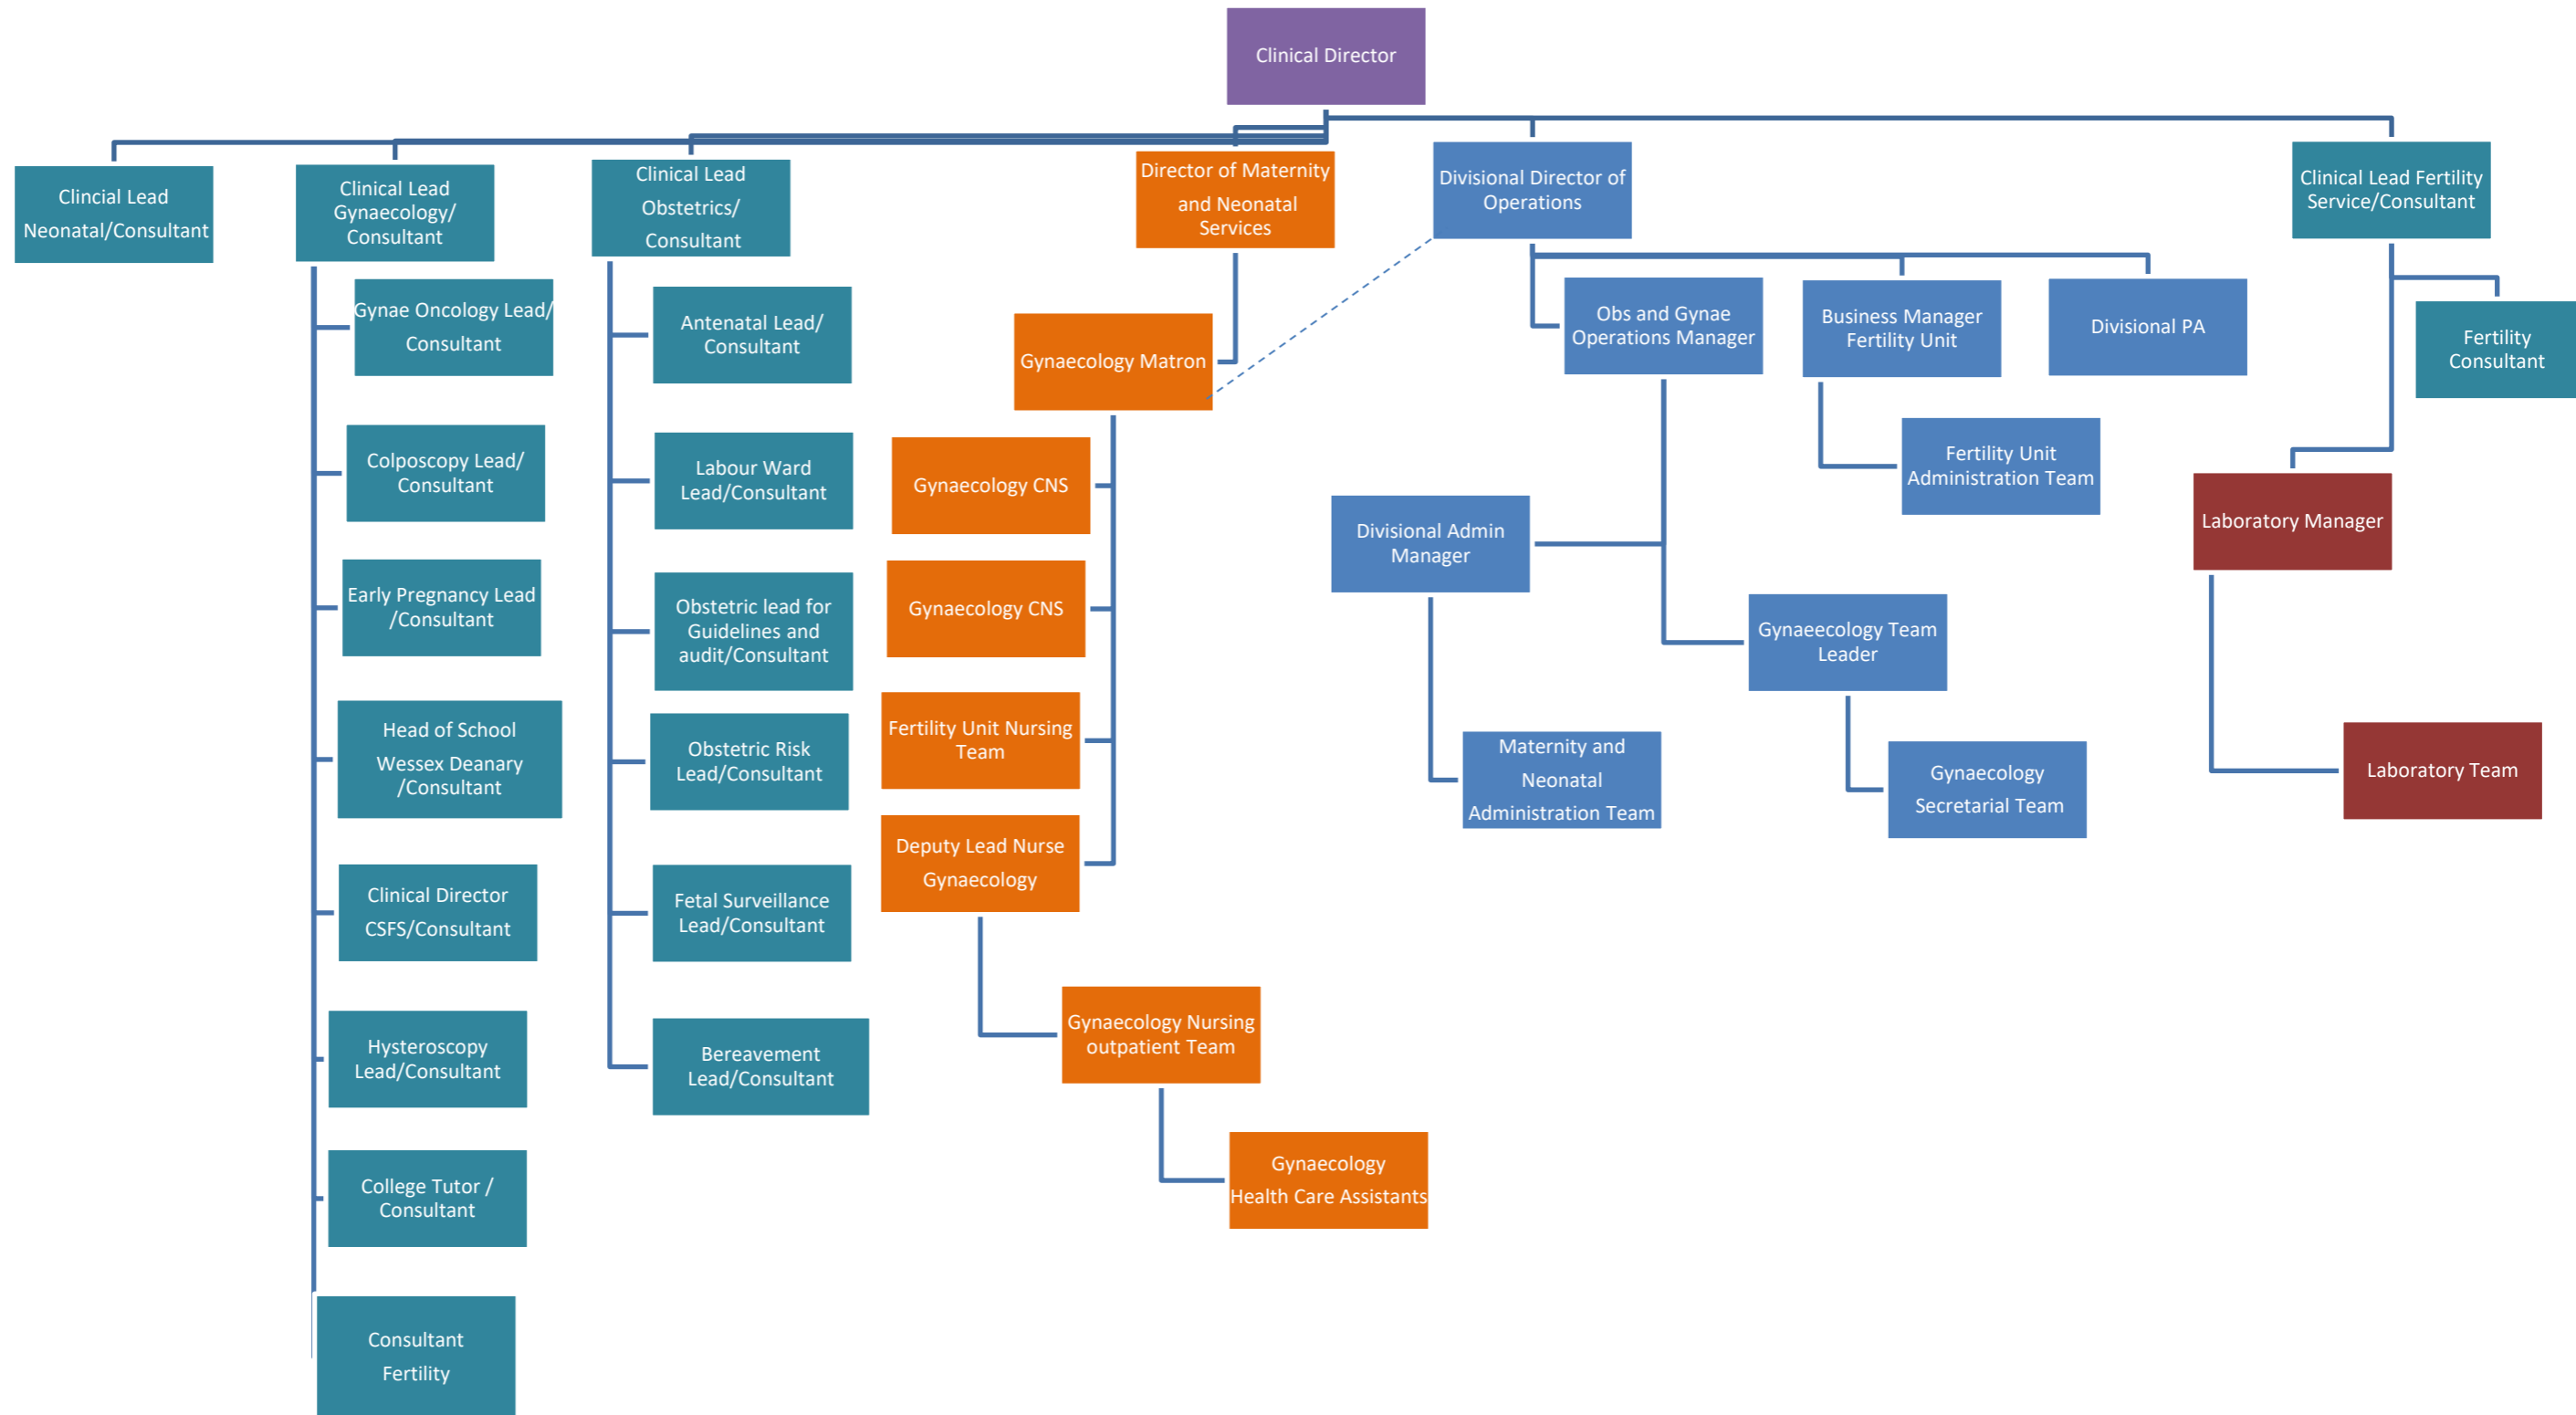 Clinical Director
Clincial Lead
Neonatal/Consultant
Clinical Lead
Gynaecology/
Consultant
Clinical Lead
Obstetrics/
Consultant
Director of Maternity
and Neonatal
Services
Divisional Director of
Operations
Clinical Lead Fertility
Service/Consultant
Gynae Oncology Lead/
Consultant
Colposcopy Lead/
Consultant
Early Pregnancy Lead
/Consultant
Head of School
Wessex Deanary
/Consultant
Clinical Director
CSFS/Consultant
Hysteroscopy
Lead/Consultant
College Tutor /
Consultant
Consultant
Fertility
Antenatal Lead/
Consultant
Labour Ward
Lead/Consultant
Obstetric lead for
Guidelines and
audit/Consultant
Obstetric Risk
Lead/Consultant
Fetal Surveillance
Lead/Consultant
Bereavement
Lead/Consultant
Gynaecology Matron
Gynaecology CNS
Gynaecology CNS
Fertility Unit Nursing
Team
Deputy Lead Nurse
Gynaecology
Gynaecology Nursing
outpatient Team
Gynaecology
Health Care Assistants
Obs and Gynae
Operations Manager
Business Manager
Fertility Unit
Divisional PA
Fertility Unit
Administration Team
Divisional Admin
Manager
Gynaeecology Team
Leader
Maternity and
Neonatal
Administration Team
Gynaecology
Secretarial Team
Fertility
Consultant
Laboratory Manager
Laboratory Team